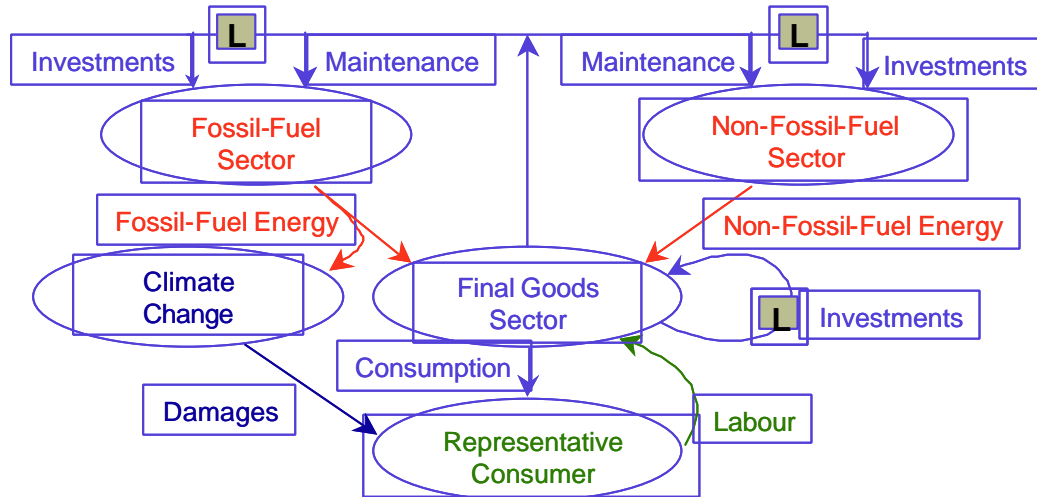 L
L
Investments
Maintenance
Maintenance
Investments
Fossil-Fuel
Sector
Non-Fossil-Fuel
Sector
Fossil-Fuel Energy
Non-Fossil-Fuel Energy
Climate
Change
Final Goods
Sector
L
Investments
Consumption
Damages
Labour
Representative
Consumer